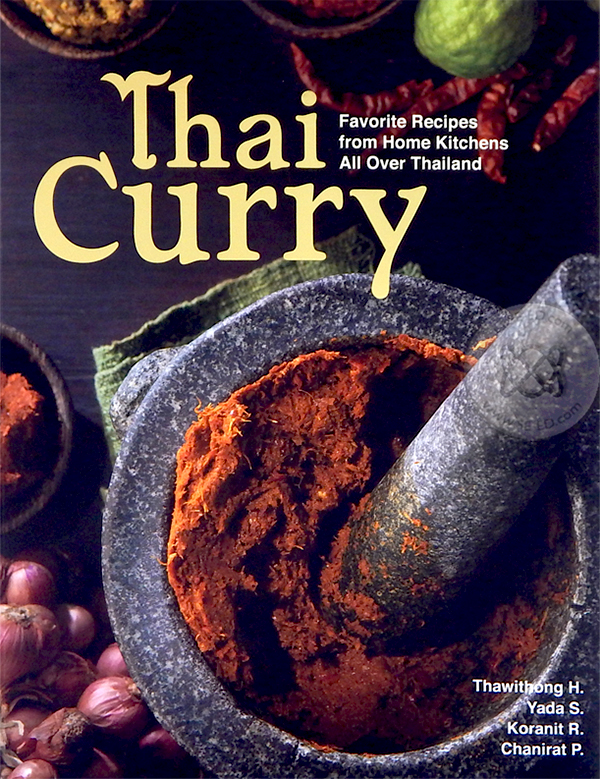 Thai
Curry
Favorite Recipes
from Home Kitchens
All Over Thailand
Thawithong H.
Yada S.
Koranit R.
Chanirat P.